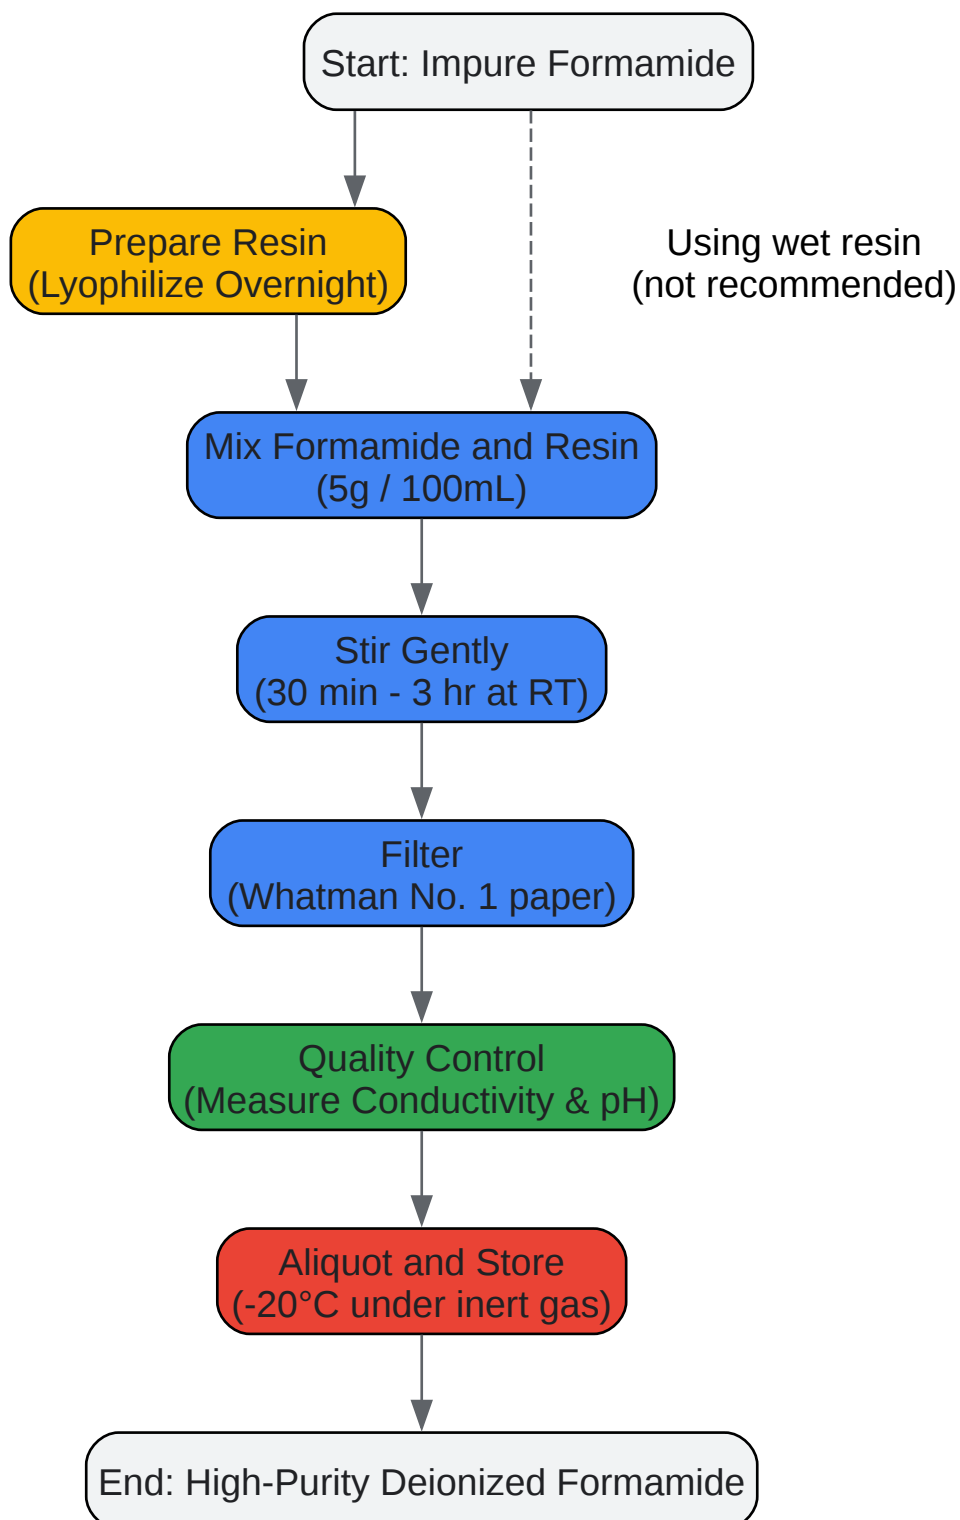 Start: Impure Formamide
Prepare Resin
(Lyophilize Overnight)
Using wet resin
(not recommended)
Mix Formamide and Resin
(5g / 100mL)
Stir Gently
(30 min - 3 hr at RT)
Filter
(Whatman No. 1 paper)
Quality Control
(Measure Conductivity & pH)
Aliquot and Store
(-20°C under inert gas)
End: High-Purity Deionized Formamide